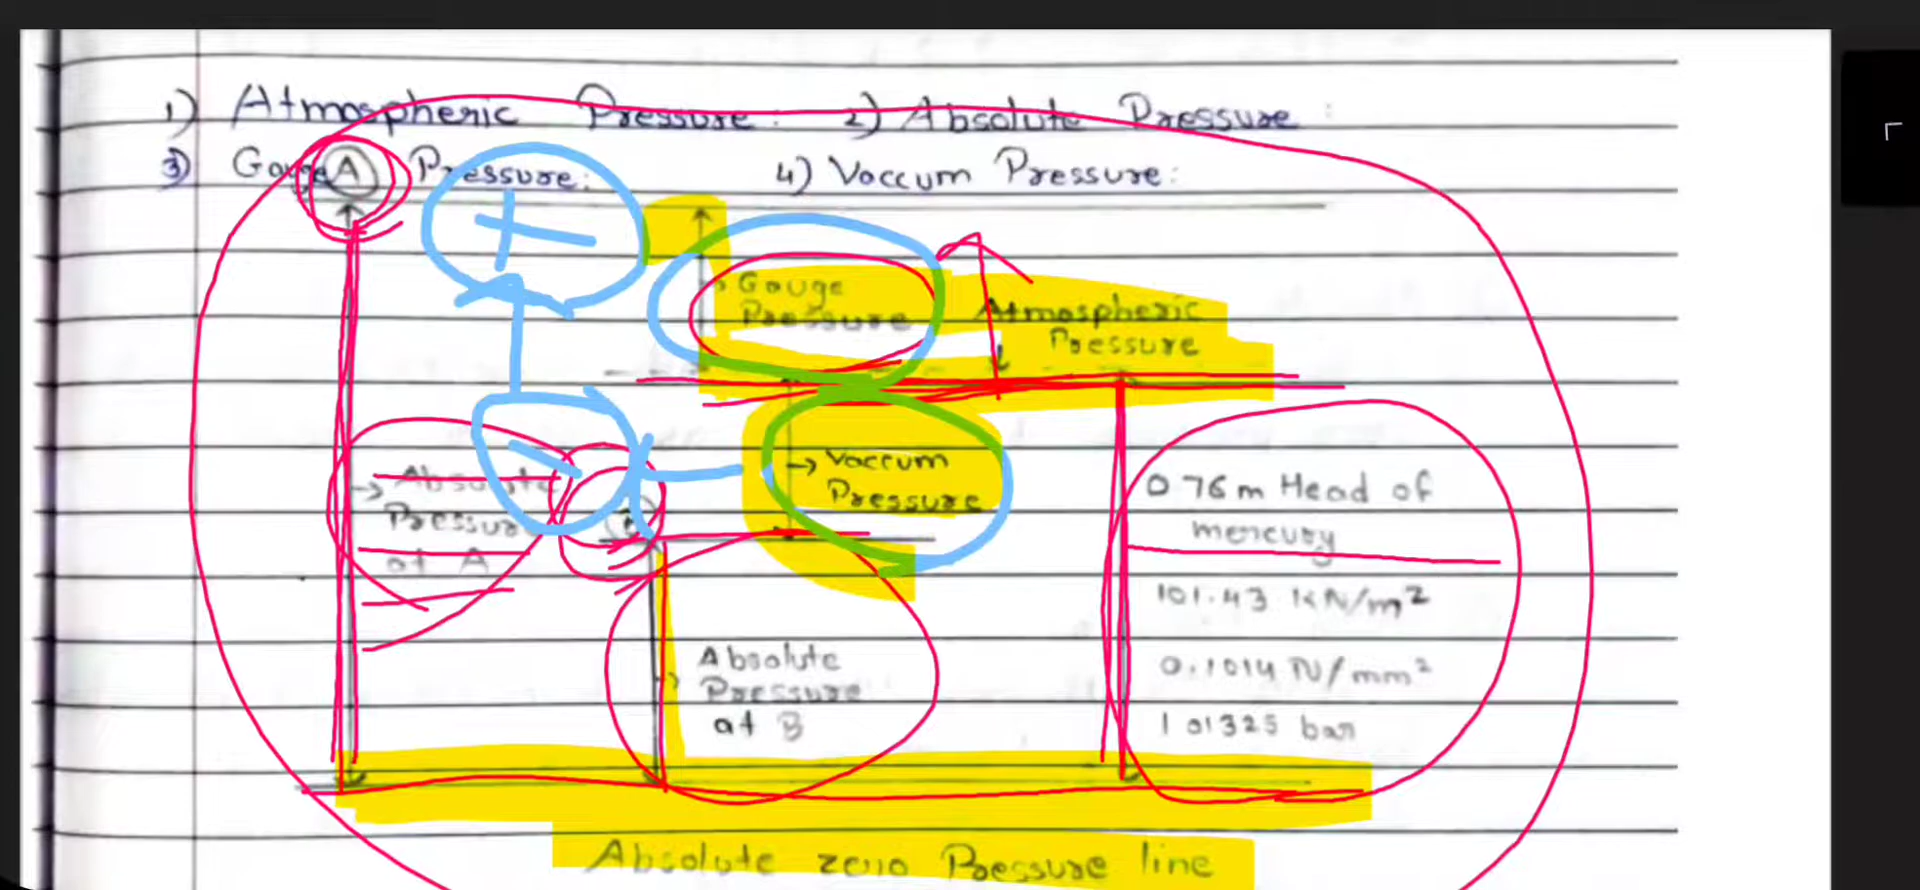 1) Atmospheric Pressure : 2) Absolute Pressure :
3) Gauge Pressure : 4) Vaccum Pressure :
A
Gauge
Pressure
Atmospheric
Pressure
→ Vaccum
Pressure
→ Absolute
Pressure
at A
0.76 m Head of
mercury
101.43 KN/m²
0.1014 N/mm²
1.01325 bar
Absolute
Pressure
at B
Absolute zero Pressure line